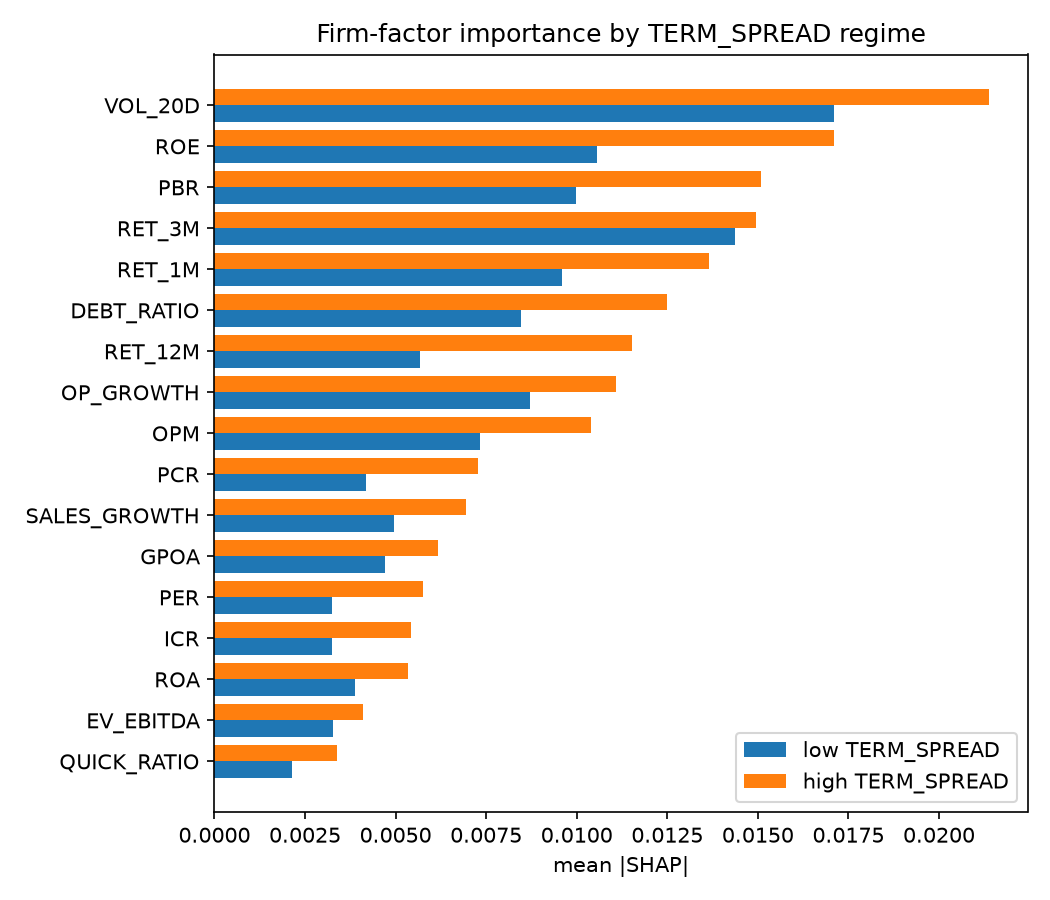 Firm-factor importance by TERM_SPREAD regime
VOL_20D
ROE
PBR
RET_3M
RET_1M
DEBT_RATIO
RET_12M
OP_GROWTH
OPM
PCR
SALES_GROWTH
GPOA
PER
ICR
ROA
EV_EBITDA
QUICK_RATIO
low TERM_SPREAD
high TERM_SPREAD
0.0000 0.0025 0.0050 0.0075 0.0100 0.0125 0.0150 0.0175 0.0200
mean |SHAP|